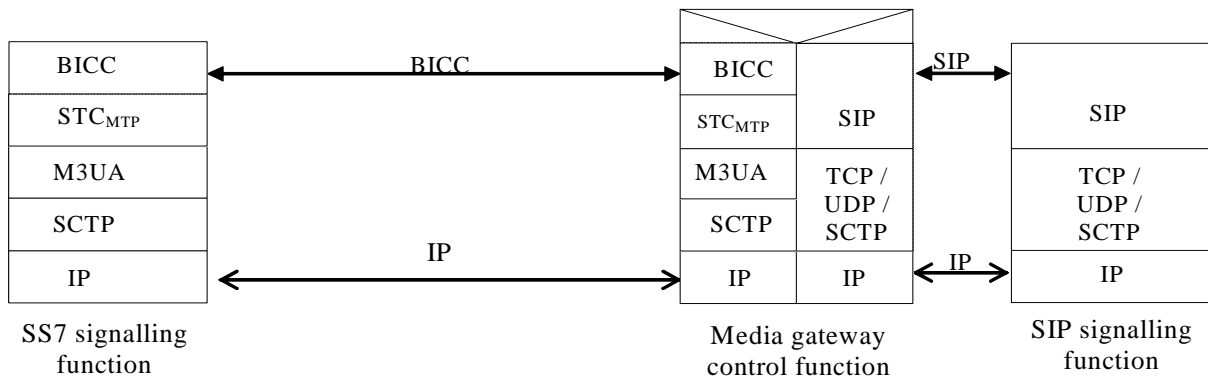 BICC
STC_MTP
M3UA
SCTP
IP
SS7 signalling
function
BICC
IP
BICC
STC_MTP
M3UA
SCTP
IP
SIP
TCP /
UDP /
SCTP
IP
Media gateway
control function
SIP
IP
SIP
TCP /
UDP /
SCTP
IP
SIP signalling
function